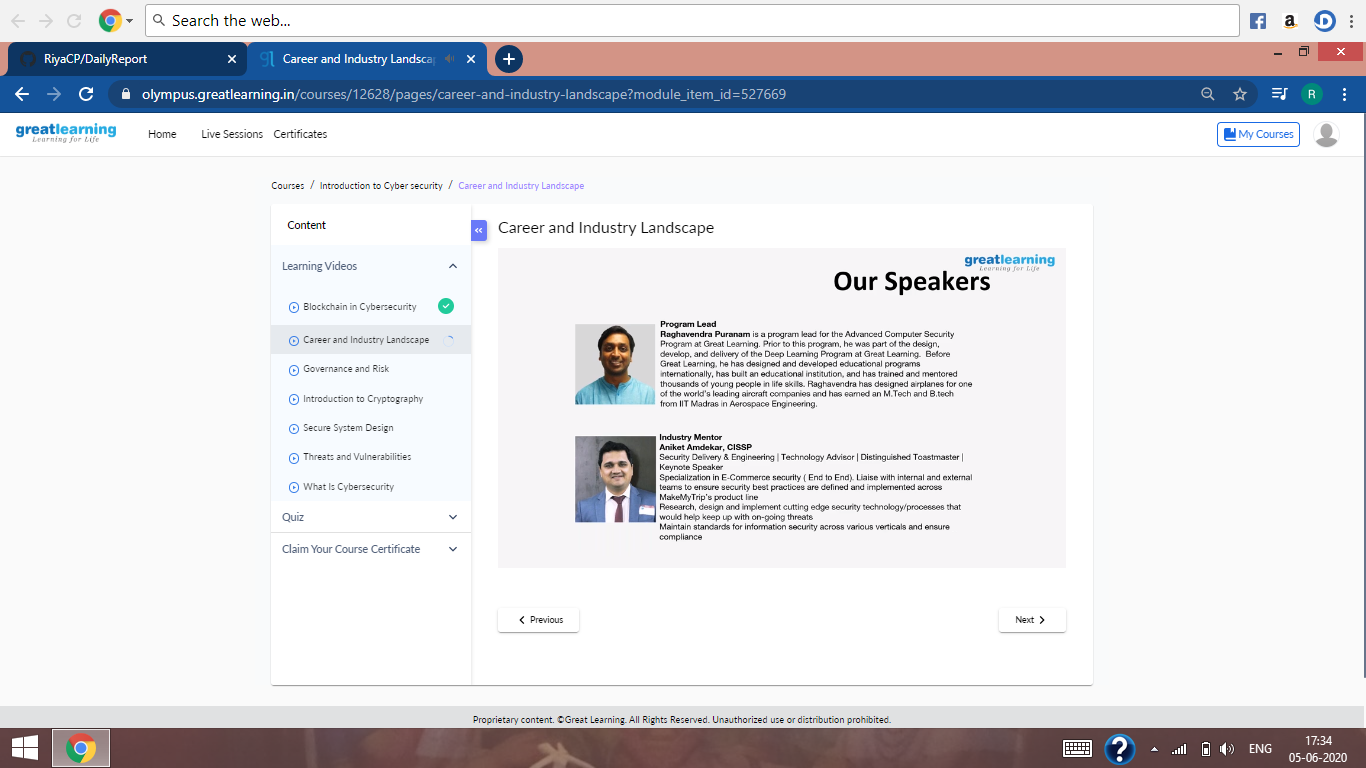 Search the web...
RiyaCP/DailyReport
Career and Industry Landsca
olympus.greatlearning.in/courses/12628/pages/career-and-industry-landscape?module_item_id=527669
R
greatlearning
Learning for Life
Home
Live Sessions
Certificates
My Courses
Courses / Introduction to Cyber security / Career and Industry Landscape
Content
Learning Videos
Blockchain in Cybersecurity
Career and Industry Landscape
Governance and Risk
Introduction to Cryptography
Secure System Design
Threats and Vulnerabilities
What Is Cybersecurity
Quiz
Claim Your Course Certificate
Career and Industry Landscape
greatlearning
Learning for Life
Our Speakers
Program Lead
Raghavendra Puranam is a program lead for the Advanced Computer Security
Program at Great Learning. Prior to this program, he was part of the design,
develop, and delivery of the Deep Learning Program at Great Learning. Before
Great Learning, he has designed and developed educational programs
internationally, has built an educational institution, and has trained and mentored
thousands of young people in life skills. Raghavendra has designed airplanes for one
of the world's leading aircraft companies and has earned an M.Tech and B.tech
from IIT Madras in Aerospace Engineering.
Industry Mentor
Aniket Amdekar, CISSP
Security Delivery & Engineering | Technology Advisor | Distinguished Toastmaster |
Keynote Speaker
Specialization in E-Commerce security ( End to End). Liaise with internal and external
teams to ensure security best practices are defined and implemented across
MakeMyTrip's product line
Research, design and implement cutting edge security technology/processes that
would help keep up with on-going threats
Maintain standards for information security across various verticals and ensure
compliance
Previous
Next
Proprietary content. ©Great Learning. All Rights Reserved. Unauthorized use or distribution prohibited.
ENG
17:34
05-06-2020